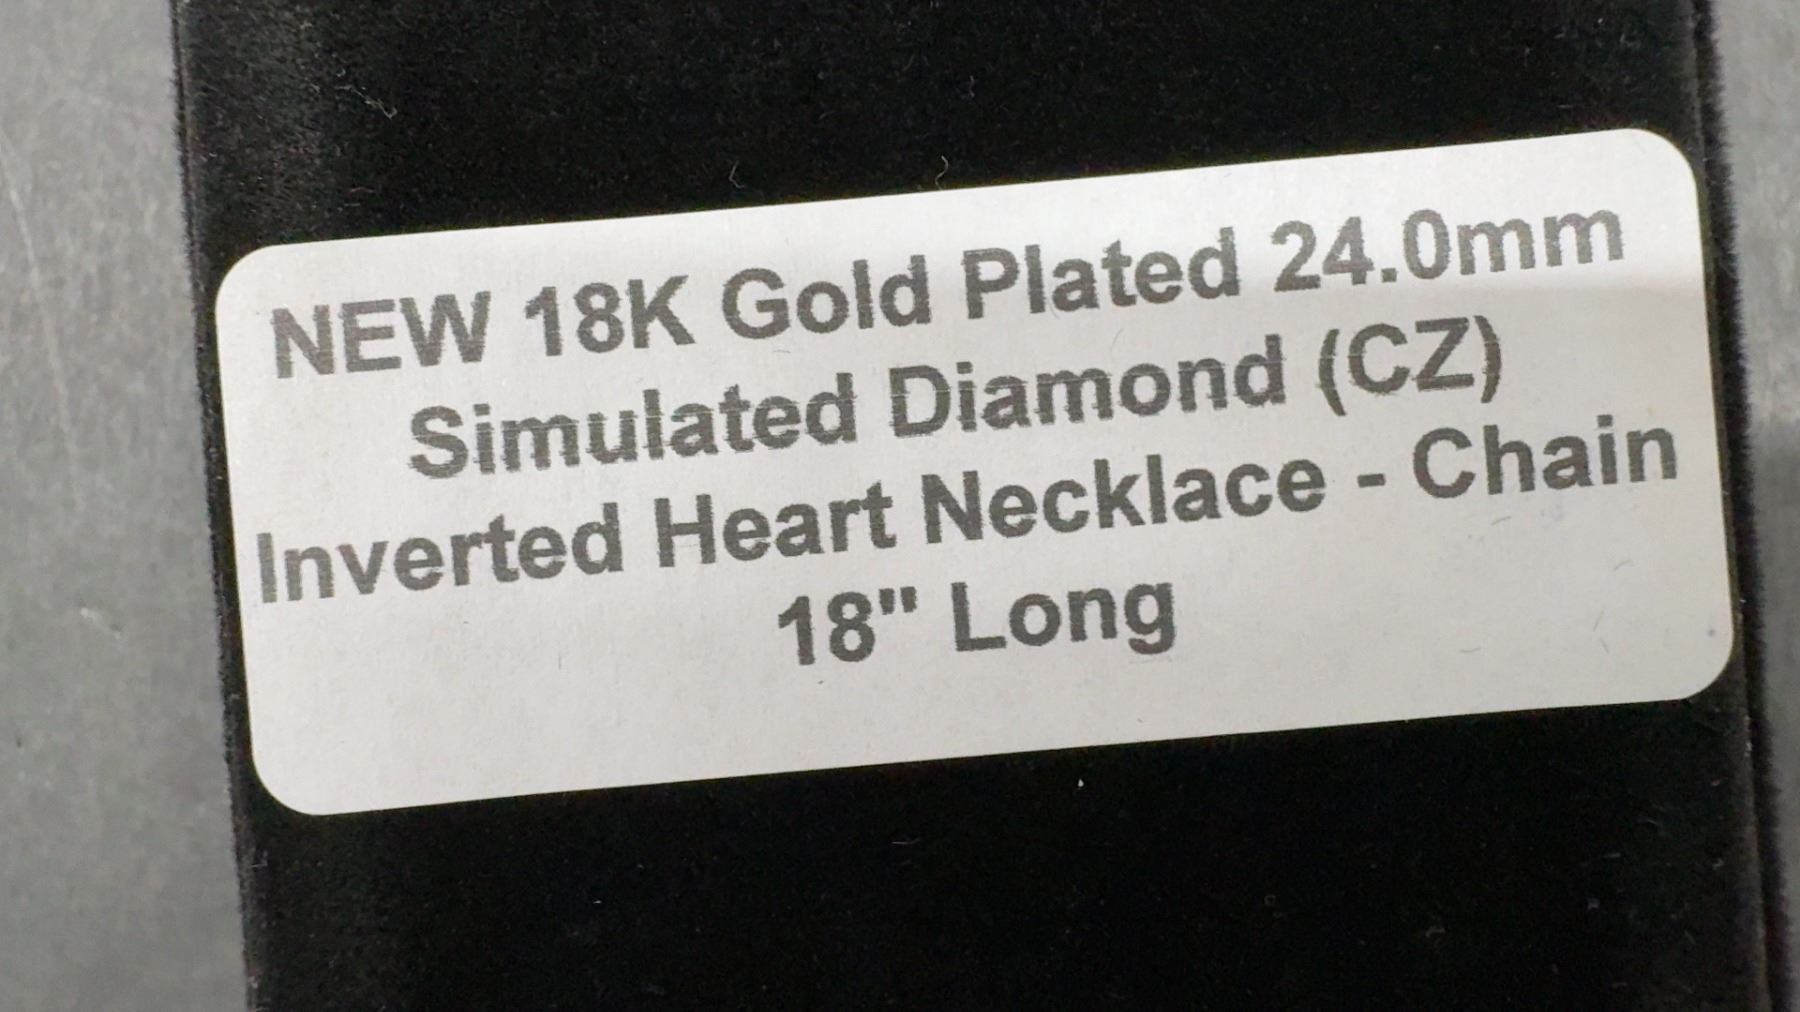 NEW 18K Gold Plated 24.0mm
Simulated Diamond (CZ)
Inverted Heart Necklace - Chain
18" Long